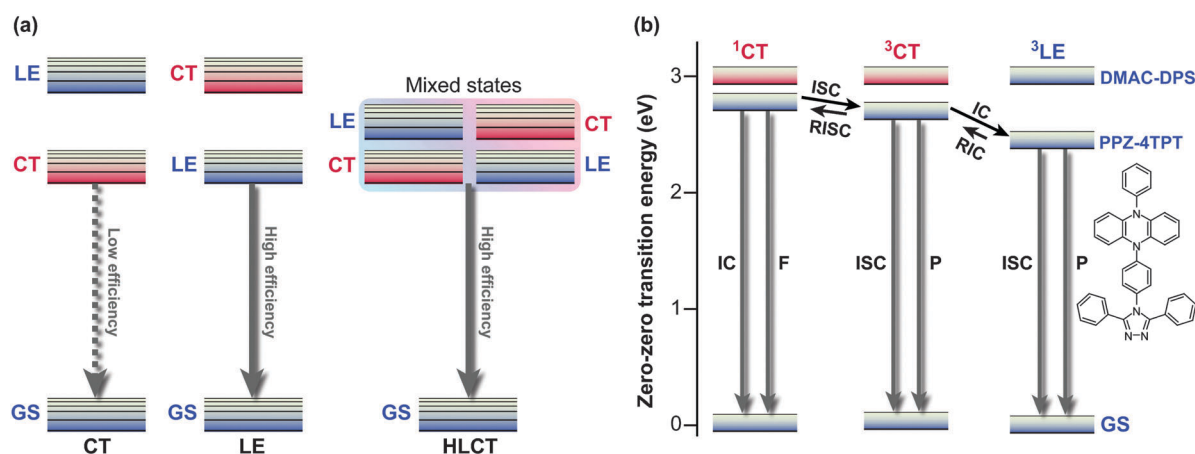 (a)
LE
CT
CT
LE
Mixed states
LE
CT
CT
LE
Low efficiency
High efficiency
High efficiency
GS
GS
GS
CT
LE
HLCT
(b)
Zero-zero transition energy (eV)
3
2
1
0
¹CT
³CT
³LE
DMAC-DPS
ISC
RISC
IC
RIC
PPZ-4TPT
N
N
N
N–N
IC
F
ISC
P
ISC
P
GS